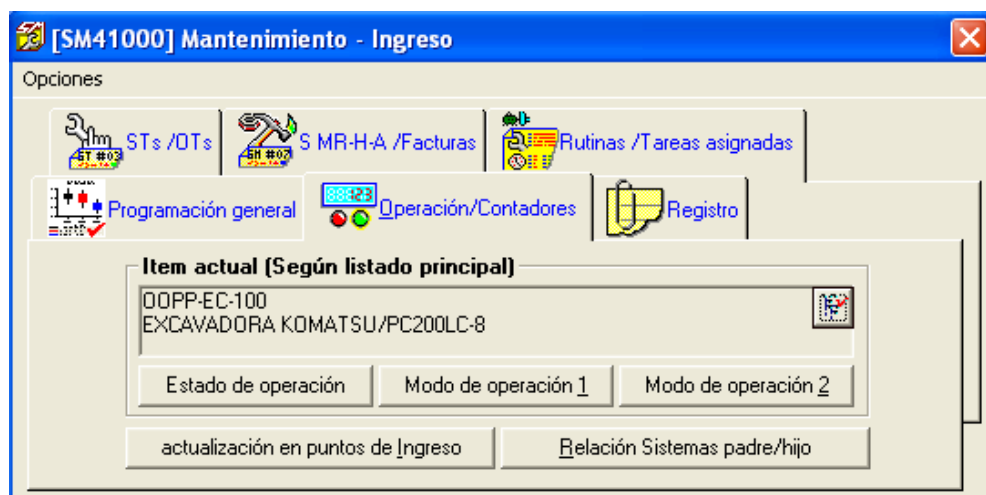 [SM41000] Mantenimiento - Ingreso
Opciones
STs /OTs
S MR-H-A /Facturas
Rutinas /Tareas asignadas
Programación general
Operación/Contadores
Registro
Item actual (Según listado principal)
OOPP-EC-100
EXCAVADORA KOMATSU/PC200LC-8
Estado de operación
Modo de operación 1
Modo de operación 2
actualización en puntos de Ingreso
Relación Sistemas padre/hijo